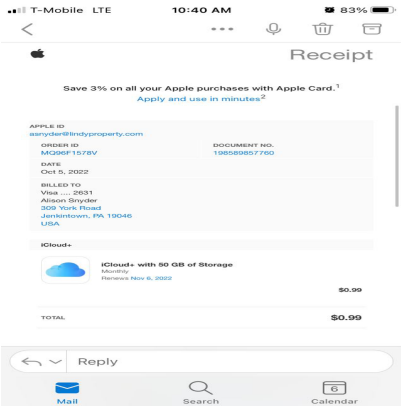 T-Mobile LTE 10:40 AM 83%
Receipt
Save 3% on all your Apple purchases with Apple Card.1
Apply and use in minutes2
APPLE ID
asnyder@lindyproperty.com
ORDER ID DOCUMENT NO.
MQ96F1578V 198589857760
DATE
Oct 5, 2022
BILLED TO
Visa .... 2631
Alison Snyder
309 York Road
Jenkintown, PA 19046
USA
iCloud+
iCloud+ with 50 GB of Storage
Monthly
Renews Nov 6, 2022
$0.99
TOTAL $0.99
Reply
6
Mail Search Calendar